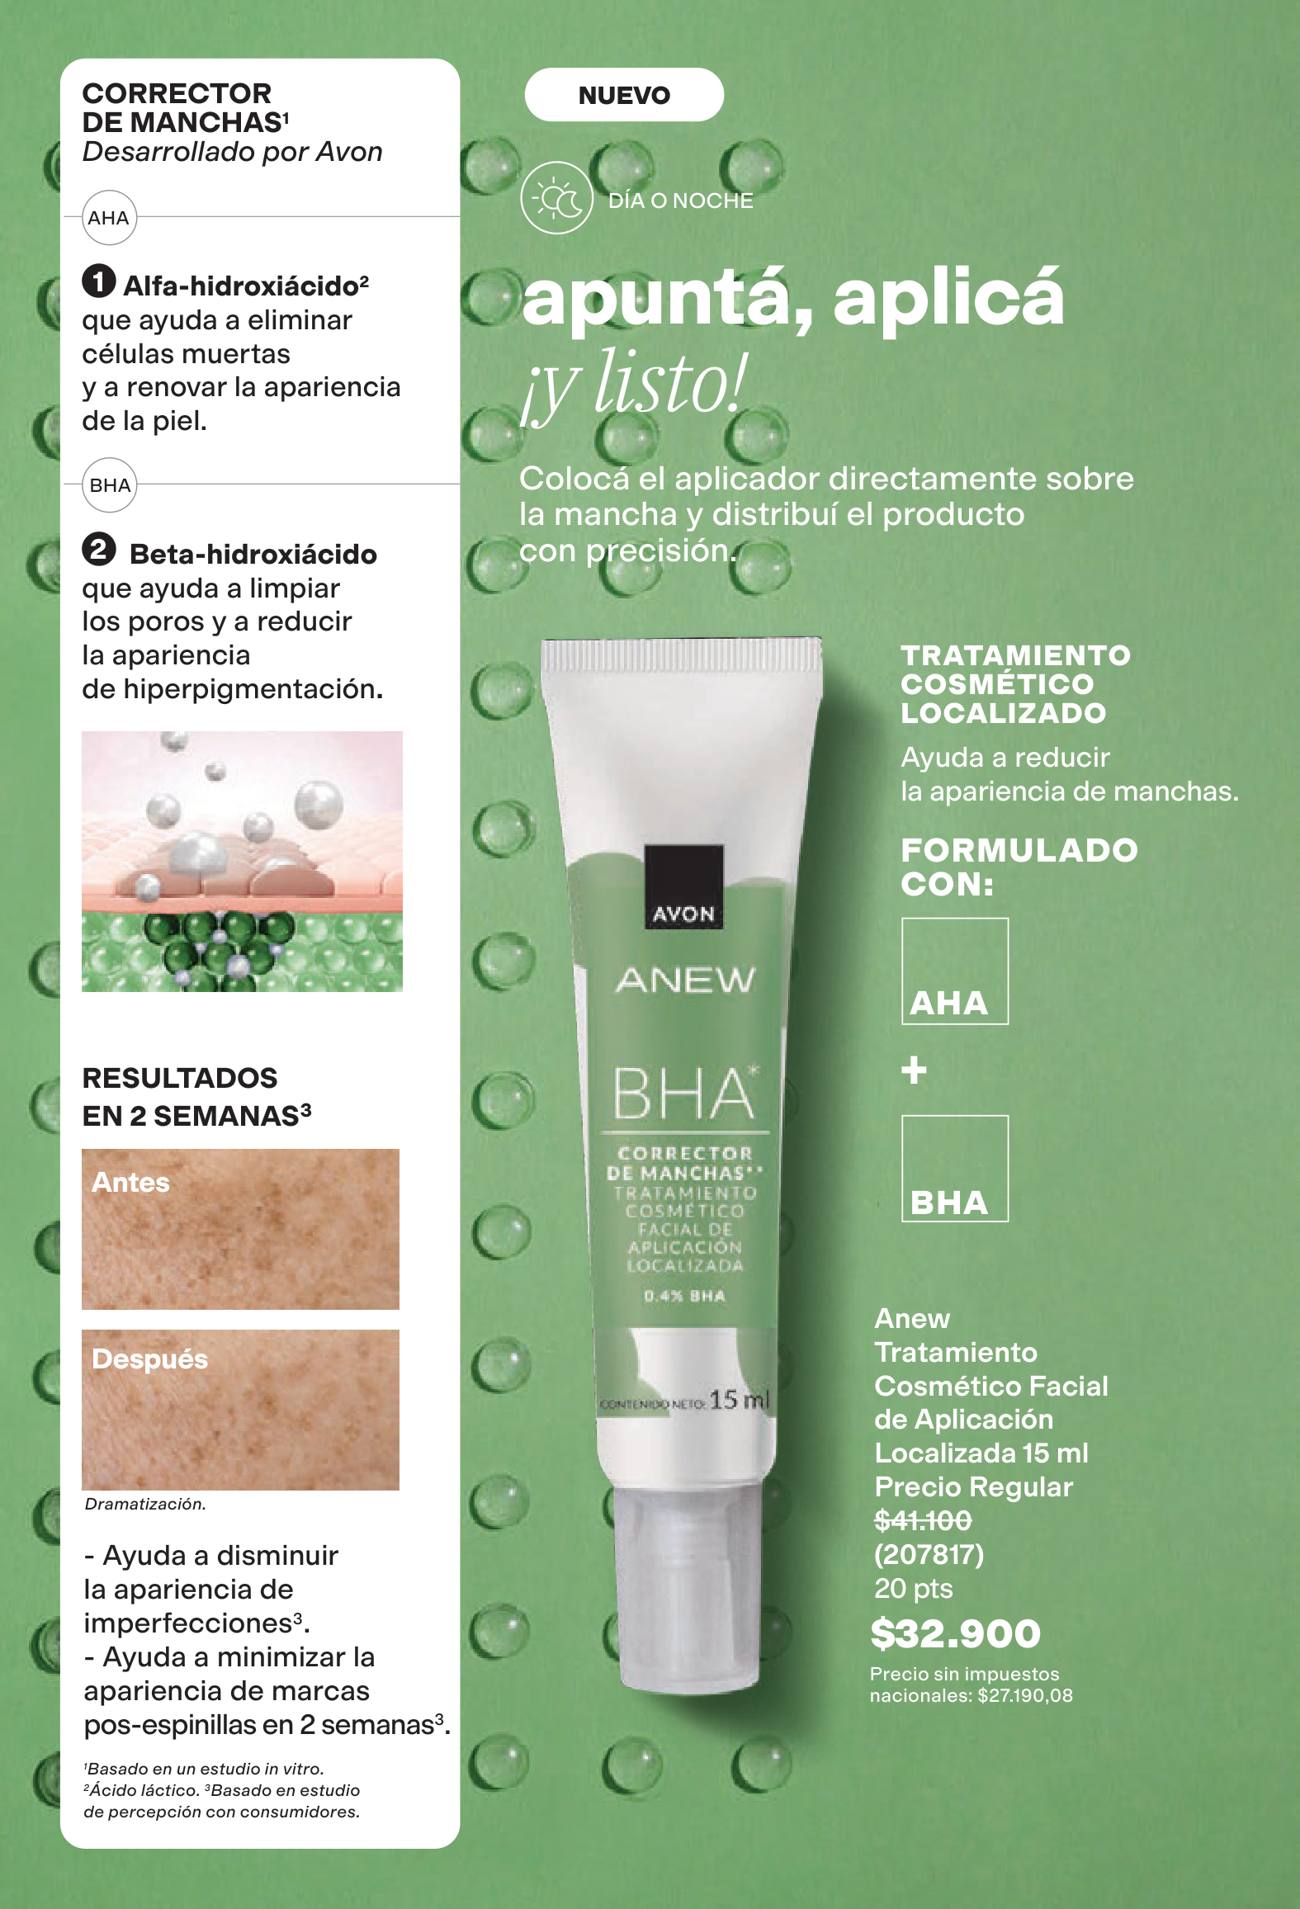 CORRECTOR
DE MANCHAS¹
Desarrollado por Avon
AHA
1 Alfa-hidroxiácido²
que ayuda a eliminar
células muertas
y a renovar la apariencia
de la piel.
BHA
2 Beta-hidroxiácido
que ayuda a limpiar
los poros y a reducir
la apariencia
de hiperpigmentación.
RESULTADOS
EN 2 SEMANAS³
Antes
Después
Dramatización.
- Ayuda a disminuir
la apariencia de
imperfecciones³.
- Ayuda a minimizar la
apariencia de marcas
pos-espinillas en 2 semanas³.
¹Basado en un estudio in vitro.
²Ácido láctico. ³Basado en estudio
de percepción con consumidores.
NUEVO
DÍA O NOCHE
apuntá, aplicá
¡y listo!
Colocá el aplicador directamente sobre
la mancha y distribuí el producto
con precisión.
AVON
ANEW
BHA*
CORRECTOR
DE MANCHAS**
TRATAMIENTO
COSMÉTICO
FACIAL DE
APLICACIÓN
LOCALIZADA
0.4% BHA
CONTENIDO NETO: 15 ml
TRATAMIENTO
COSMÉTICO
LOCALIZADO
Ayuda a reducir
la apariencia de manchas.
FORMULADO
CON:
AHA
+
BHA
Anew
Tratamiento
Cosmético Facial
de Aplicación
Localizada 15 ml
Precio Regular
$41.100
(207817)
20 pts
$32.900
Precio sin impuestos
nacionales: $27.190,08